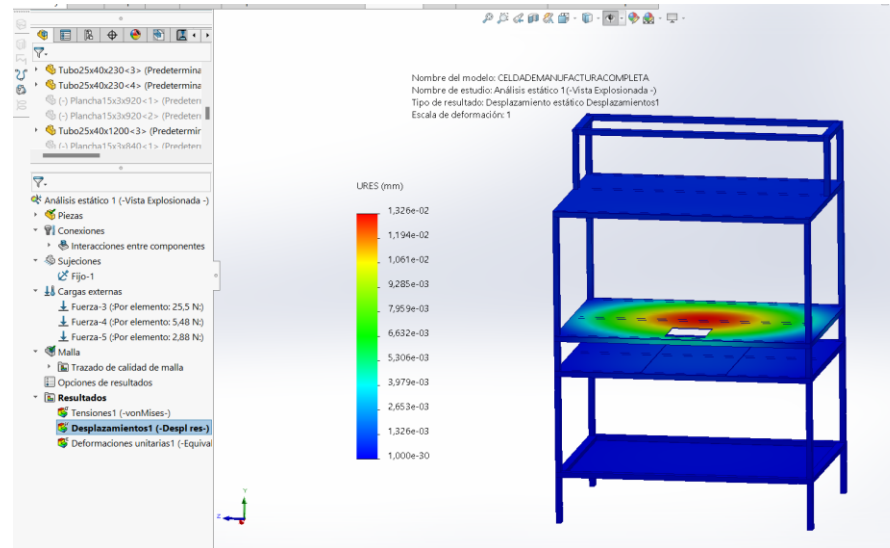 Tubo25x40x230<3> (Predetermina
Tubo25x40x230<4> (Predetermina
(-) Plancha15x3x920<1> (Predeten
(-) Plancha15x3x920<2> (Predeten
Tubo25x40x1200<3> (Predetermir
(-) Plancha15x3x840<1> (Predeten
Análisis estático 1 (-Vista Explosionada -)
Piezas
Conexiones
Interacciones entre componentes
Sujeciones
Fijo-1
Cargas externas
Fuerza-3 (:Por elemento: 25,5 N:)
Fuerza-4 (:Por elemento: 5,48 N:)
Fuerza-5 (:Por elemento: 2,88 N:)
Malla
Trazado de calidad de malla
Opciones de resultados
Resultados
Tensiones1 (-vonMises-)
Desplazamientos1 (-Despl res-)
Deformaciones unitarias1 (-Equival
Nombre del modelo: CELDADEMANUFACTURACOMPLETA
Nombre de estudio: Análisis estático 1(-Vista Explosionada -)
Tipo de resultado: Desplazamiento estático Desplazamientos1
Escala de deformación: 1
URES (mm)
1,326e-02
1,194e-02
1,061e-02
9,285e-03
7,959e-03
6,632e-03
5,306e-03
3,979e-03
2,653e-03
1,326e-03
1,000e-30
Y
Z